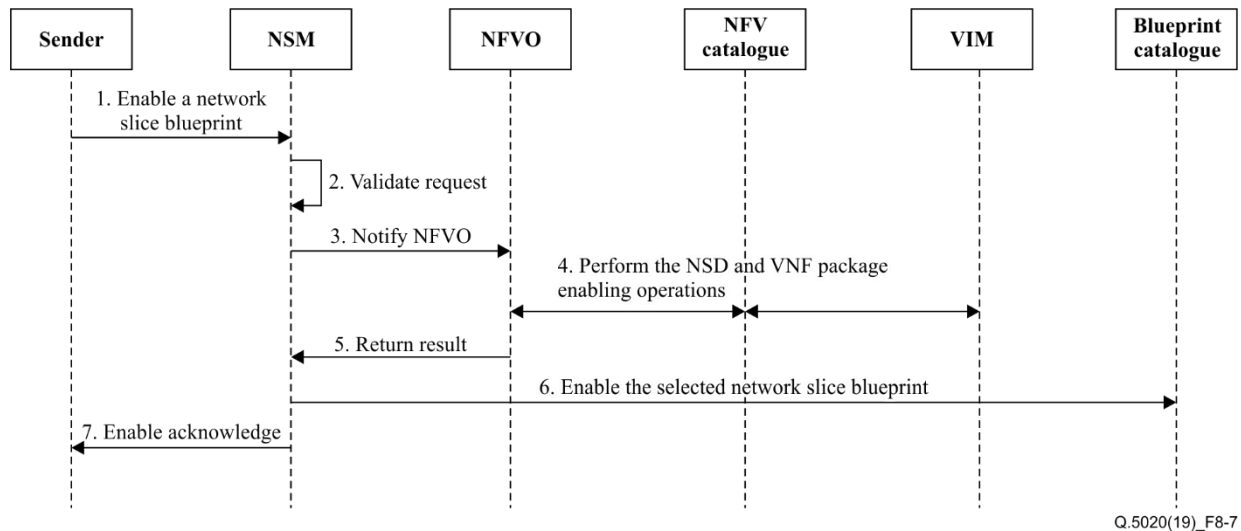 Sender
NSM
NFVO
NFV
catalogue
VIM
Blueprint
catalogue
1. Enable a network
slice blueprint
2. Validate request
3. Notify NFVO
4. Perform the NSD and VNF package
enabling operations
5. Return result
6. Enable the selected network slice blueprint
7. Enable acknowledge
Q.5020(19)_F8-7